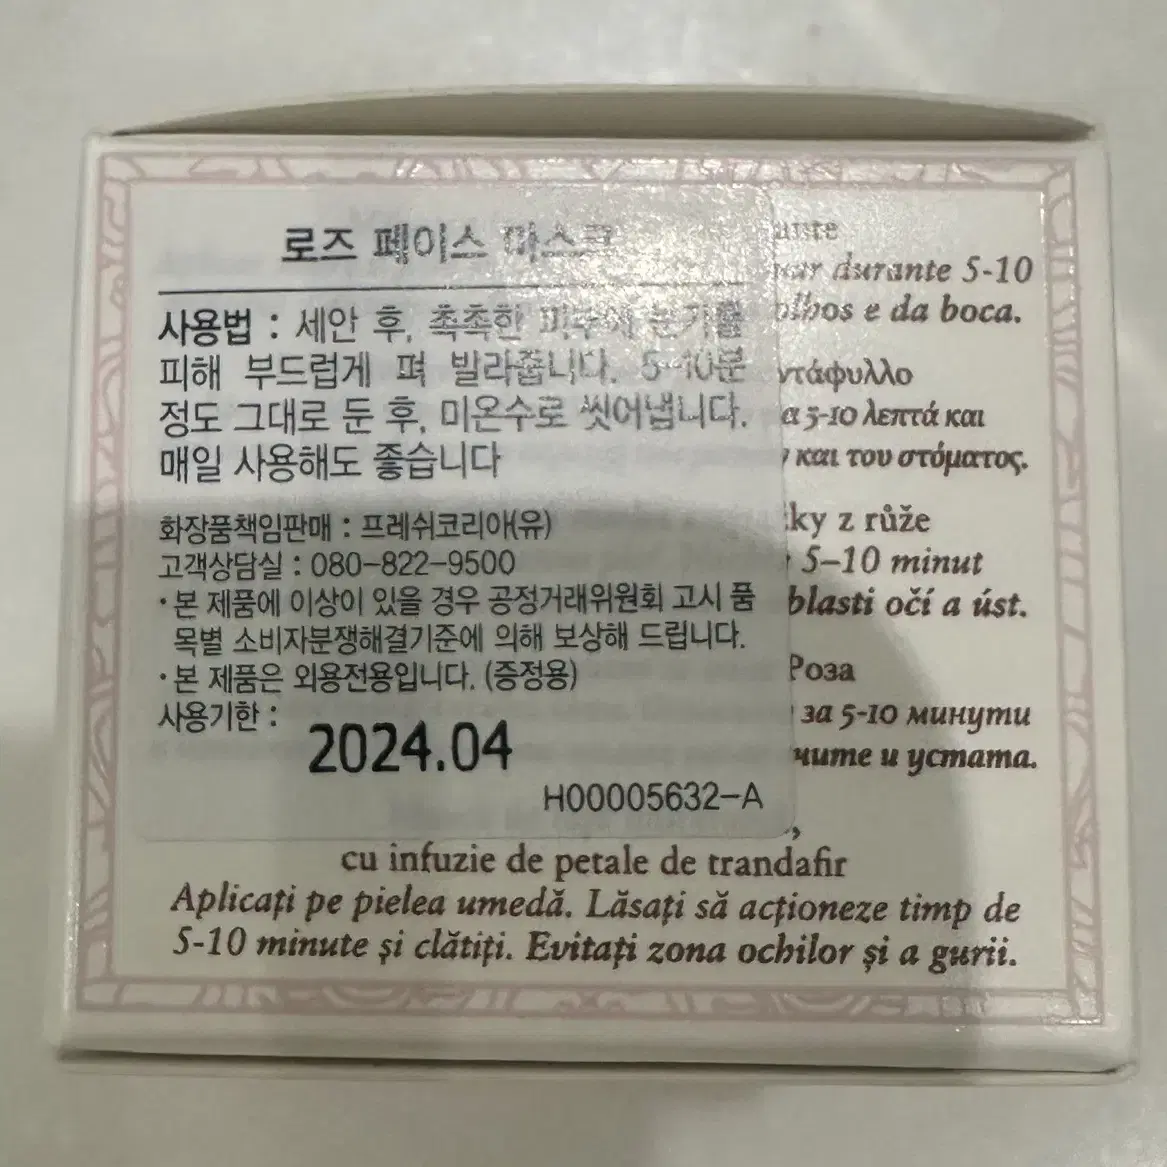 로즈 페이스 마스크
사용법 : 세안 후, 촉촉한 피부에 눈가를
피해 부드럽게 펴 발라줍니다. 5-10분
정도 그대로 둔 후, 미온수로 씻어냅니다.
매일 사용해도 좋습니다
화장품책임판매 : 프레쉬코리아(유)
고객상담실 : 080-822-9500
·본 제품에 이상이 있을 경우 공정거래위원회 고시 품
목별 소비자분쟁해결기준에 의해 보상해 드립니다.
·본 제품은 외용전용입니다. (증정용)
사용기한 :
2024.04
H00005632-A
durante 5-10
e da boca.
5-10 λεπτά και
και του στόματος.
z růže
5–10 minut
očí a úst.
Роза
за 5-10 минути
и устата.
cu infuzie de petale de trandafir
Aplicați pe pielea umedă. Lăsați să acționeze timp de
5-10 minute și clătiți. Evitați zona ochilor și a gurii.